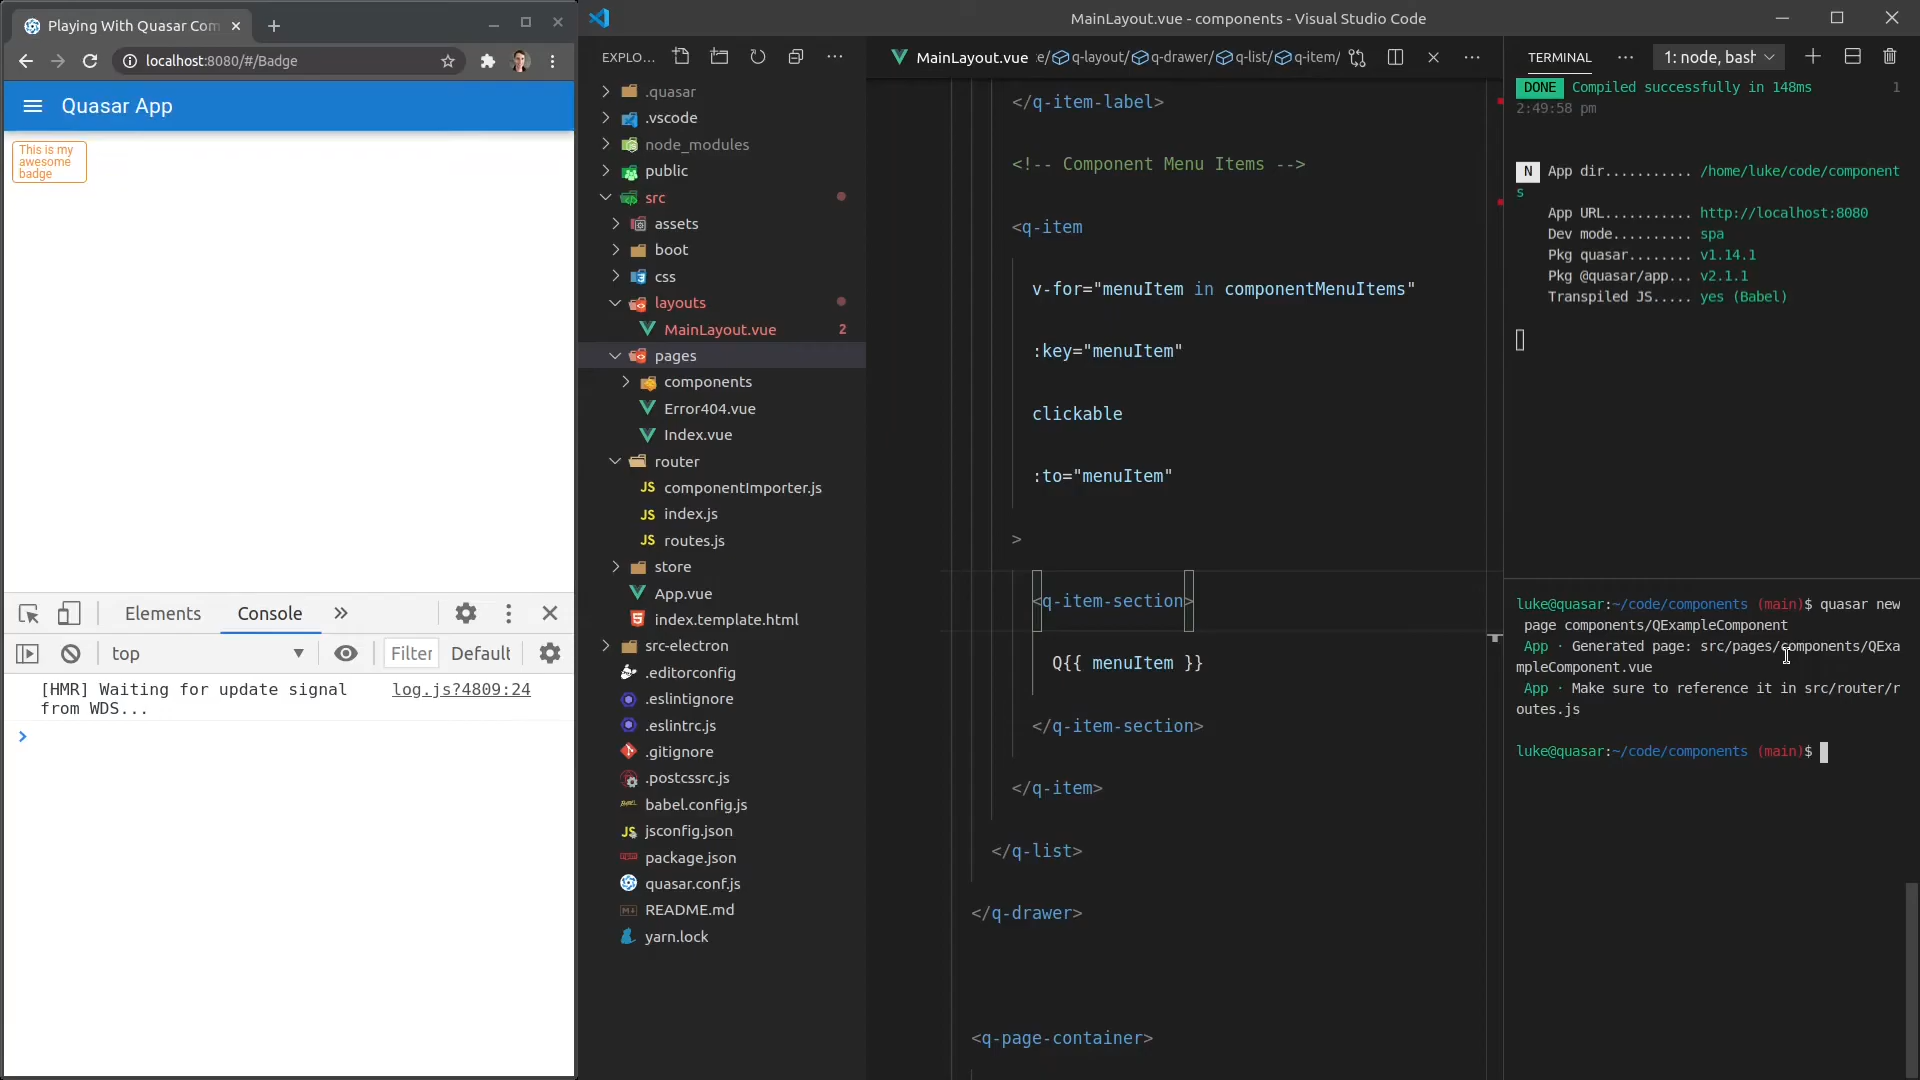 Playing With Quasar Com
localhost:8080/#/Badge
Quasar App
This is my
awesome
badge
Elements
Console
top
Filter
Default
[HMR] Waiting for update signal
from WDS...
log.js?4809:24
MainLayout.vue - components - Visual Studio Code
EXPLO...
.quasar
.vscode
node_modules
public
src
assets
boot
css
layouts
MainLayout.vue 2
pages
components
Error404.vue
Index.vue
router
componentImporter.js
index.js
routes.js
store
App.vue
index.template.html
src-electron
.editorconfig
.eslintignore
.eslintrc.js
.gitignore
.postcssrc.js
babel.config.js
jsconfig.json
package.json
quasar.conf.js
README.md
yarn.lock
MainLayout.vue
e/ q-layout/ q-drawer/ q-list/ q-item/
</q-item-label>
<!-- Component Menu Items -->
<q-item
v-for="menuItem in componentMenuItems"
:key="menuItem"
clickable
:to="menuItem"
>
<q-item-section>
Q{{ menuItem }}
</q-item-section>
</q-item>
</q-list>
</q-drawer>
<q-page-container>
TERMINAL
1: node, bash
DONE Compiled successfully in 148ms 1
2:49:58 pm
N App dir........... /home/luke/code/component
s
App URL........... http://localhost:8080
Dev mode.......... spa
Pkg quasar........ v1.14.1
Pkg @quasar/app... v2.1.1
Transpiled JS..... yes (Babel)
luke@quasar:~/code/components (main)$ quasar new
page components/QExampleComponent
App · Generated page: src/pages/components/QExa
mpleComponent.vue
App · Make sure to reference it in src/router/r
outes.js
luke@quasar:~/code/components (main)$